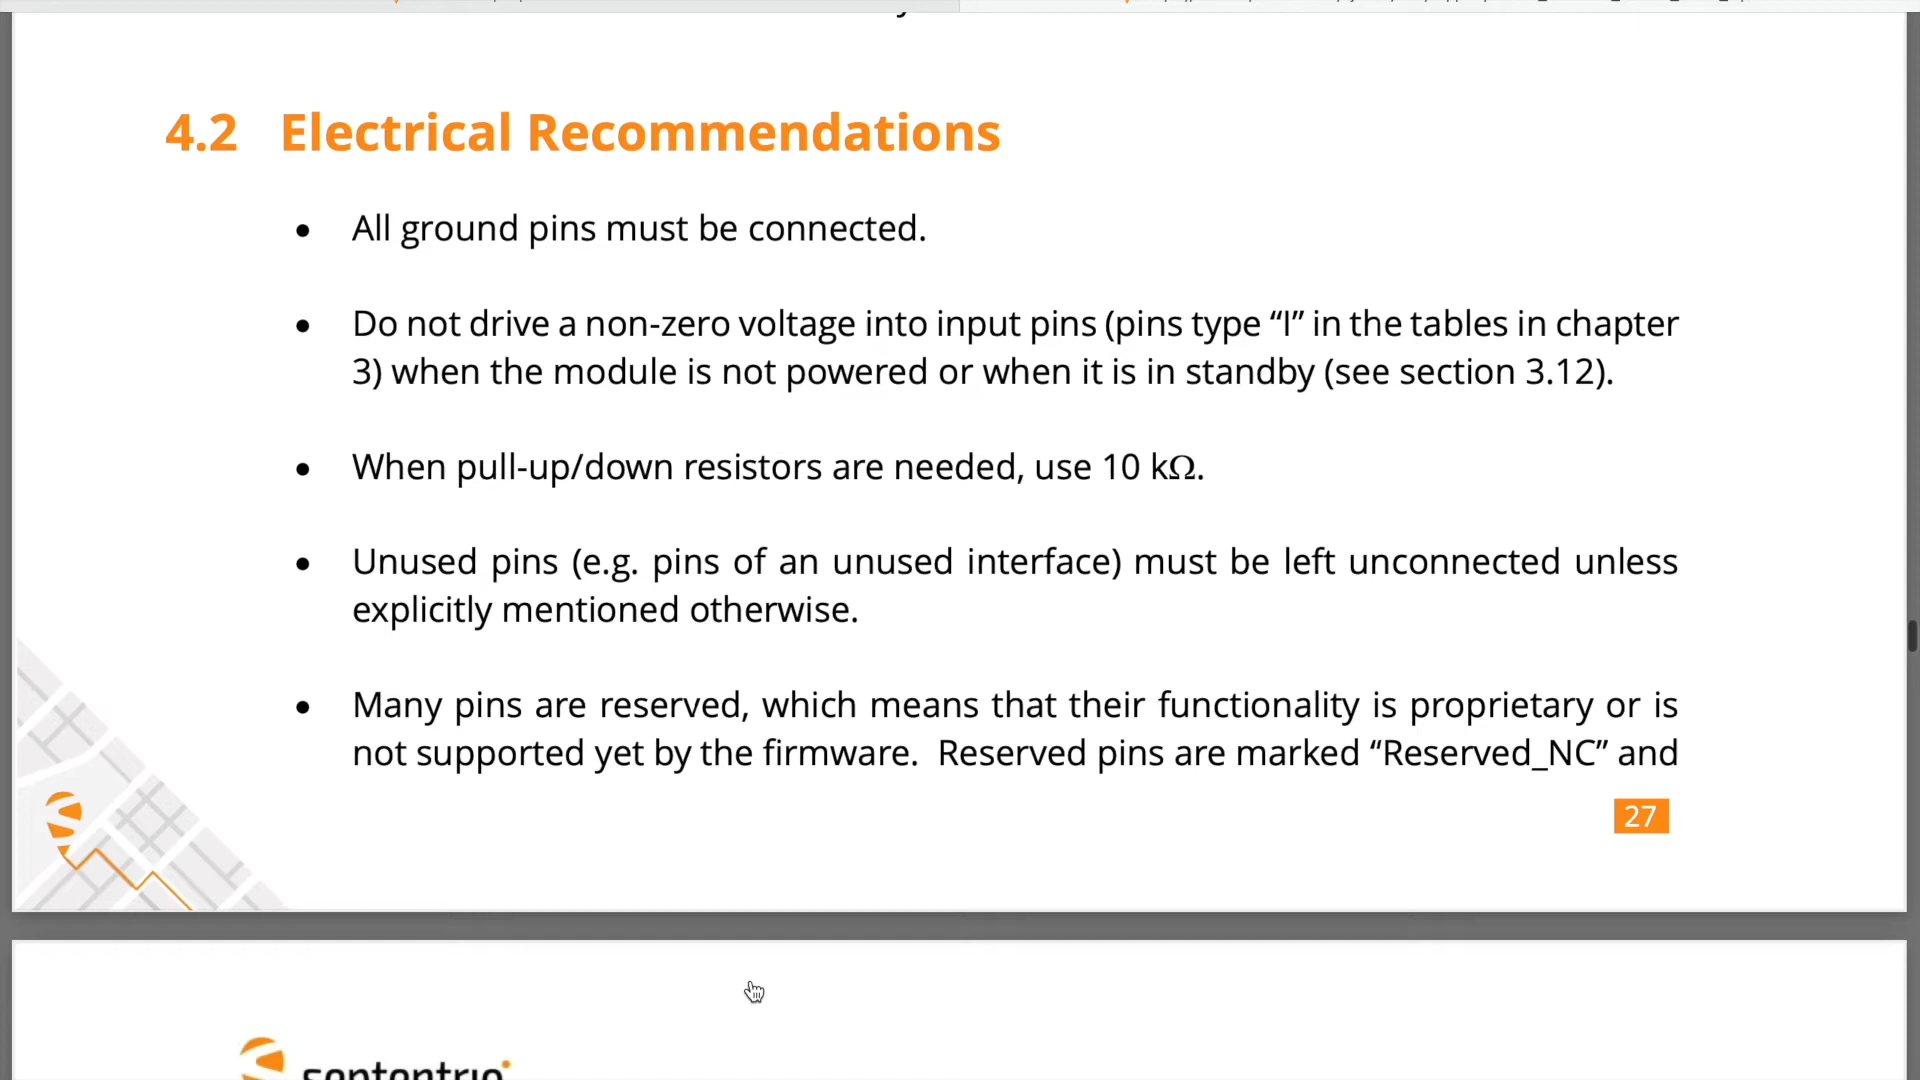 4.2 Electrical Recommendations
• All ground pins must be connected.
• Do not drive a non-zero voltage into input pins (pins type “I” in the tables in chapter
3) when the module is not powered or when it is in standby (see section 3.12).
• When pull-up/down resistors are needed, use 10 kΩ.
• Unused pins (e.g. pins of an unused interface) must be left unconnected unless
explicitly mentioned otherwise.
• Many pins are reserved, which means that their functionality is proprietary or is
not supported yet by the firmware.  Reserved pins are marked “Reserved_NC” and
27
septentrio